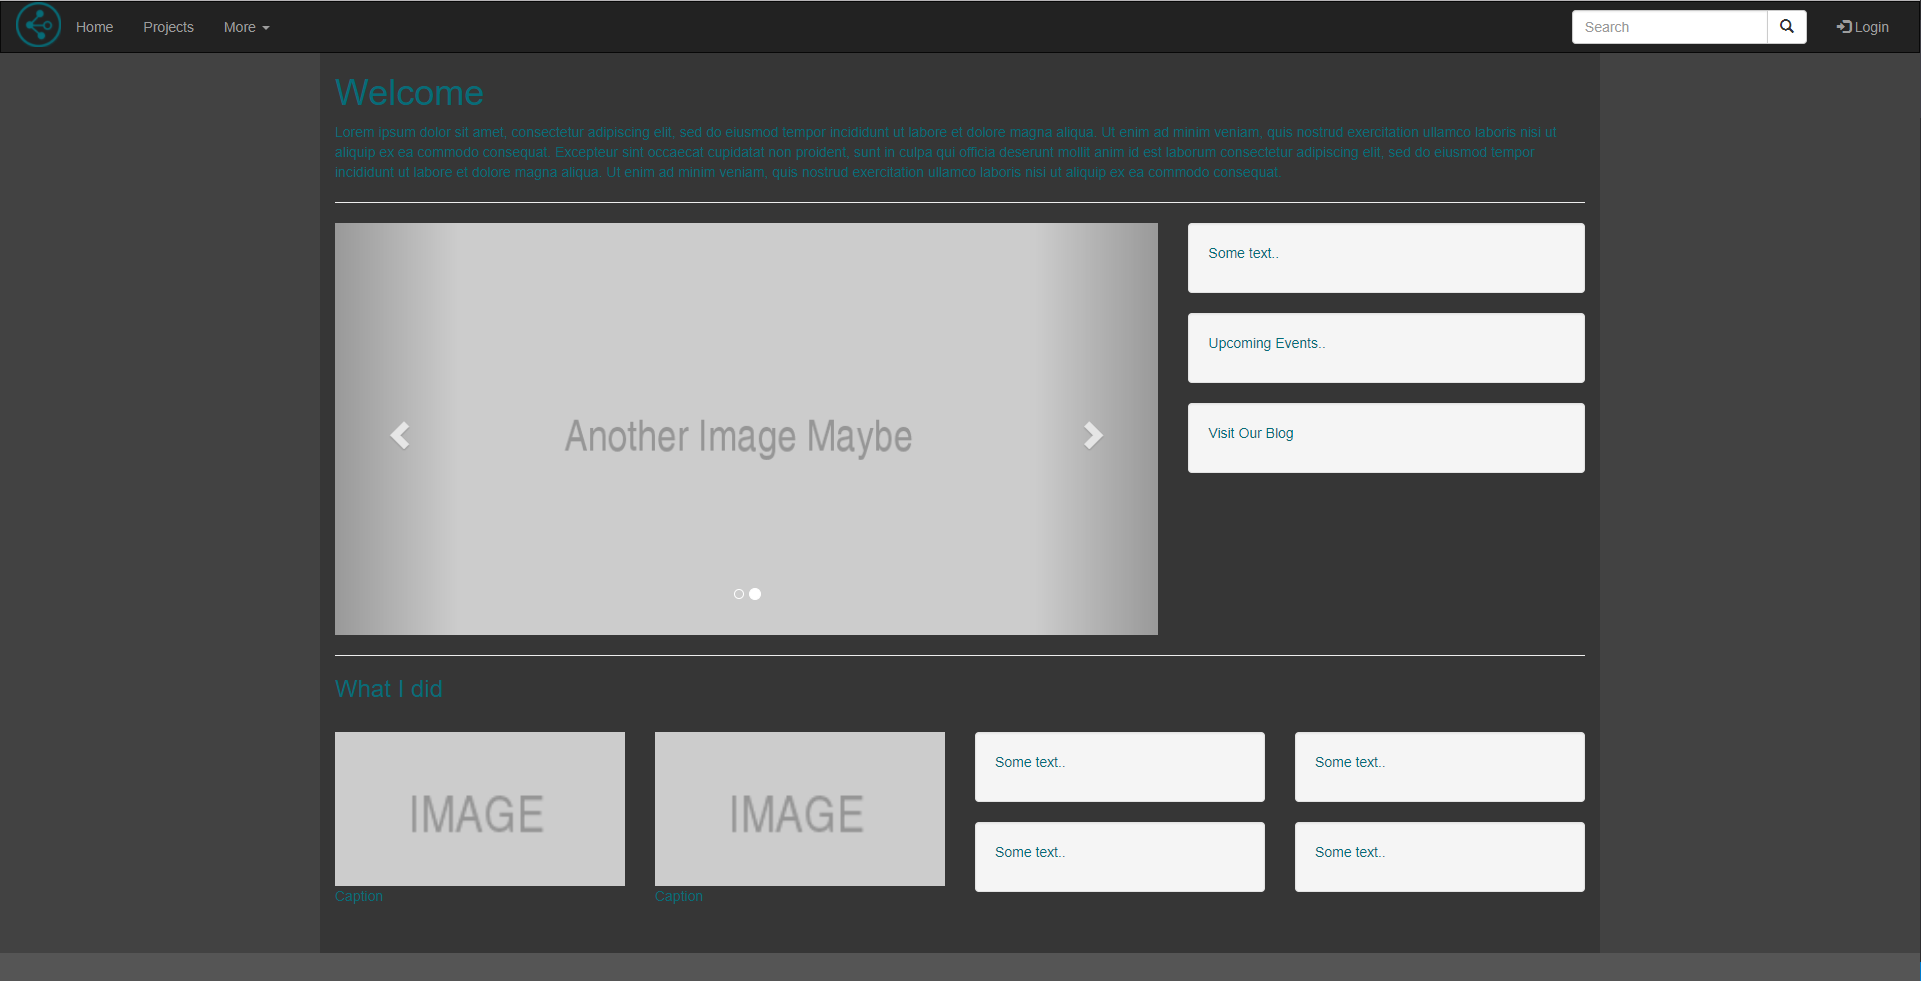 Home Projects More Search Login
Welcome
Lorem ipsum dolor sit amet, consectetur adipiscing elit, sed do eiusmod tempor incididunt ut labore et dolore magna aliqua. Ut enim ad minim veniam, quis nostrud exercitation ullamco laboris nisi ut
aliquip ex ea commodo consequat. Excepteur sint occaecat cupidatat non proident, sunt in culpa qui officia deserunt mollit anim id est laborum consectetur adipiscing elit, sed do eiusmod tempor
incididunt ut labore et dolore magna aliqua. Ut enim ad minim veniam, quis nostrud exercitation ullamco laboris nisi ut aliquip ex ea commodo consequat.
Another Image Maybe
Some text..
Upcoming Events..
Visit Our Blog
What I did
IMAGE
Caption
IMAGE
Caption
Some text..
Some text..
Some text..
Some text..